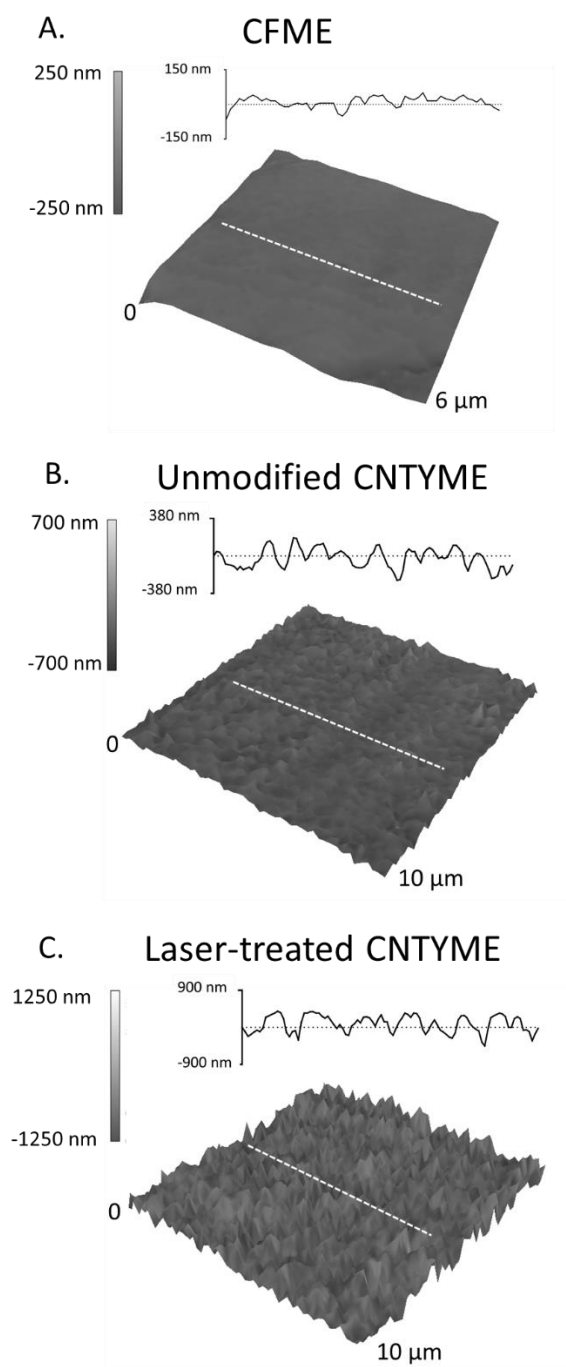 A.
CFME
250 nm
150 nm
-150 nm
-250 nm
0
6 µm
B.
Unmodified CNTYME
700 nm
380 nm
-380 nm
-700 nm
0
10 µm
C.
Laser-treated CNTYME
1250 nm
900 nm
-900 nm
-1250 nm
0
10 µm